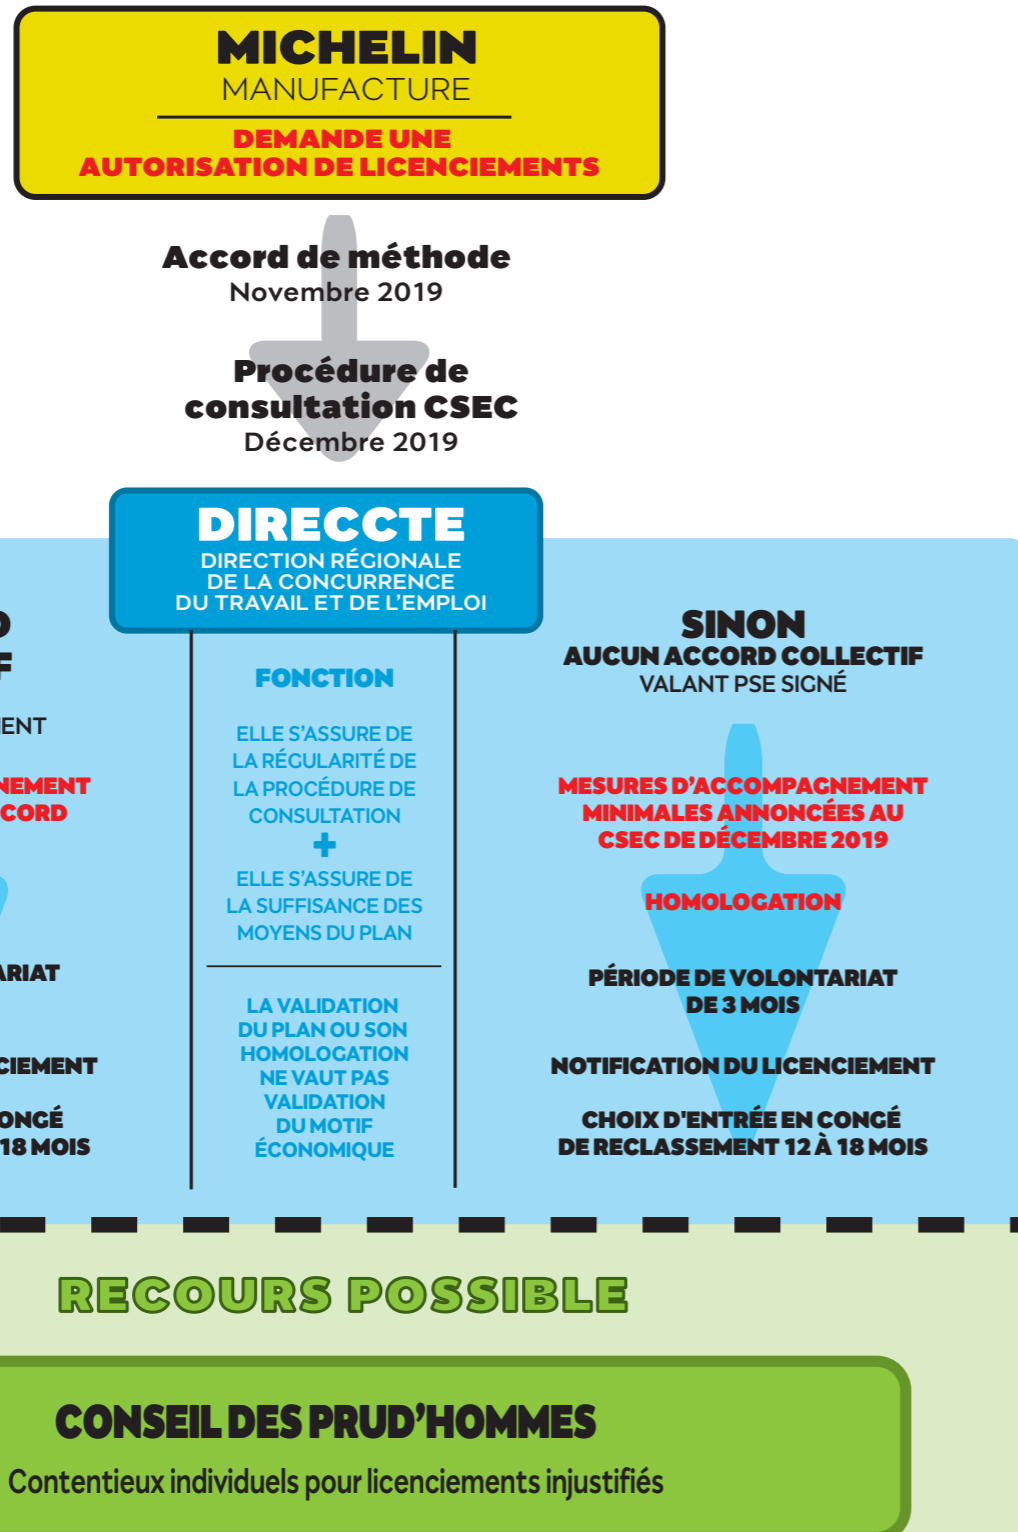 MICHELIN
MANUFACTURE
DEMANDE UNE
AUTORISATION DE LICENCIEMENTS
Accord de méthode
Novembre 2019
Procédure de
consultation CSEC
Décembre 2019
DIRECCTE
DIRECTION RÉGIONALE
DE LA CONCURRENCE
DU TRAVAIL ET DE L’EMPLOI
FONCTION
ELLE S’ASSURE DE
LA RÉGULARITÉ DE
LA PROCÉDURE DE
CONSULTATION
+
ELLE S’ASSURE DE
LA SUFFISANCE DES
MOYENS DU PLAN
LA VALIDATION
DU PLAN OU SON
HOMOLOGATION
NE VAUT PAS
VALIDATION
DU MOTIF
ÉCONOMIQUE
SINON
AUCUN ACCORD COLLECTIF
VALANT PSE SIGNÉ
MESURES D’ACCOMPAGNEMENT
MINIMALES ANNONCÉES AU
CSEC DE DÉCEMBRE 2019
HOMOLOGATION
PÉRIODE DE VOLONTARIAT
DE 3 MOIS
NOTIFICATION DU LICENCIEMENT
CHOIX D'ENTRÉE EN CONGÉ
DE RECLASSEMENT 12 À 18 MOIS
18 MOIS
RECOURS POSSIBLE
CONSEIL DES PRUD’HOMMES
Contentieux individuels pour licenciements injustifiés